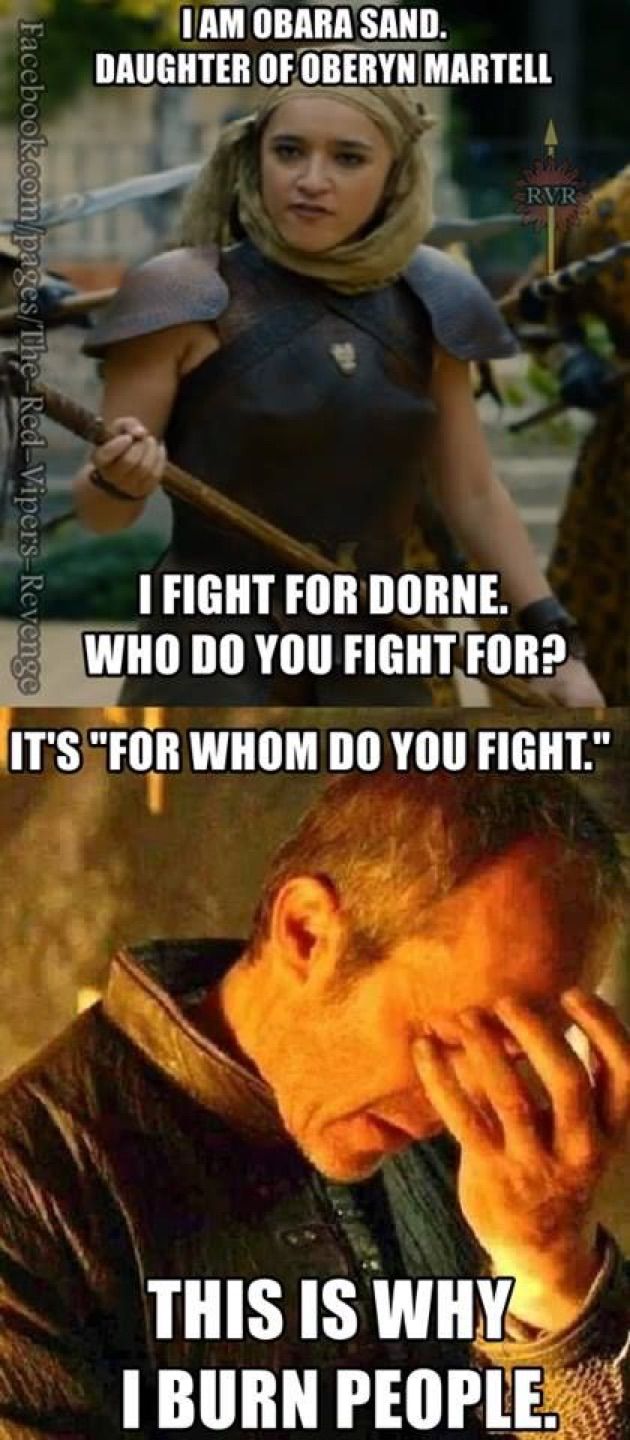 I AM OBARA SAND.
DAUGHTER OF OBERYN MARTELL
Facebook.com/pages/The-Red-Vipers-Revenge
RVR
I FIGHT FOR DORNE.
WHO DO YOU FIGHT FOR?
IT'S "FOR WHOM DO YOU FIGHT."
THIS IS WHY
I BURN PEOPLE.